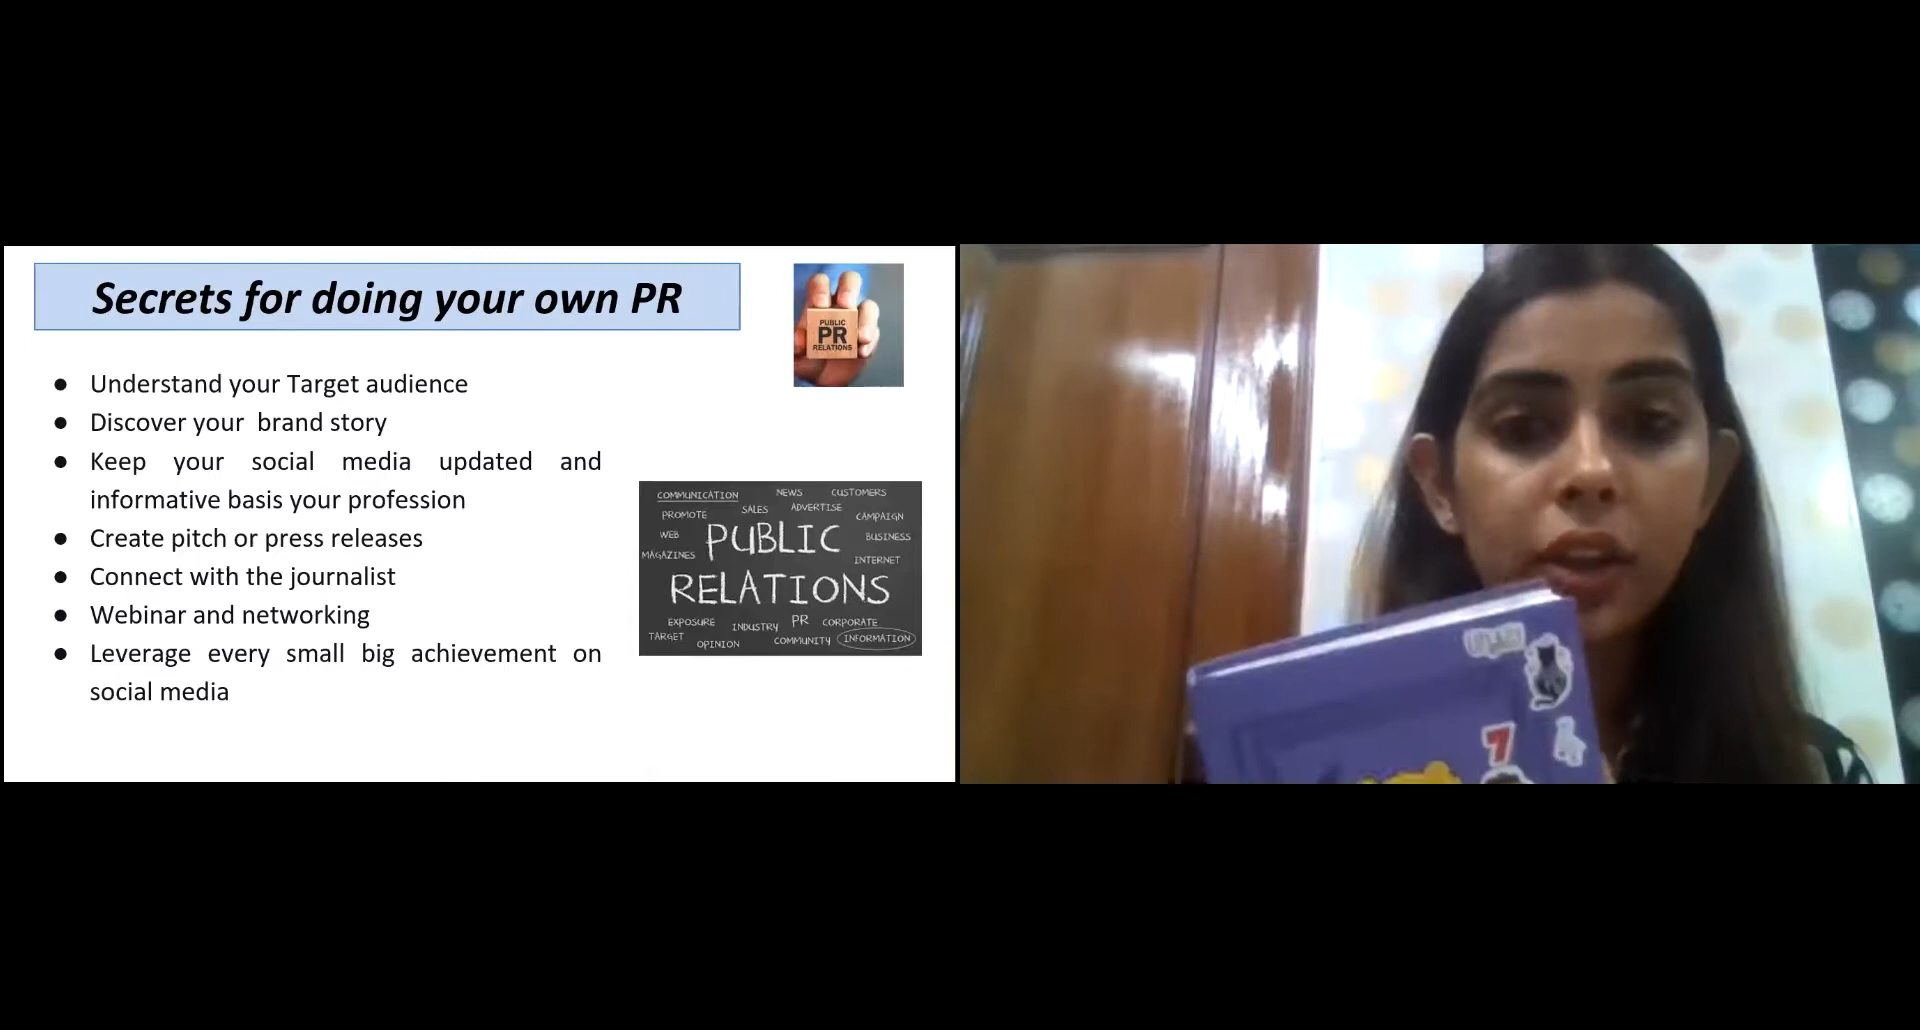 Secrets for doing your own PR
PUBLIC
PR
RELATIONS
● Understand your Target audience
● Discover your brand story
● Keep your social media updated and
informative basis your profession
● Create pitch or press releases
● Connect with the journalist
● Webinar and networking
● Leverage every small big achievement on
social media
COMMUNICATION NEWS CUSTOMERS
PROMOTE SALES ADVERTISE CAMPAIGN
WEB PUBLIC BUSINESS
MAGAZINES INTERNET
RELATIONS
EXPOSURE INDUSTRY PR CORPORATE
TARGET OPINION COMMUNITY INFORMATION
7